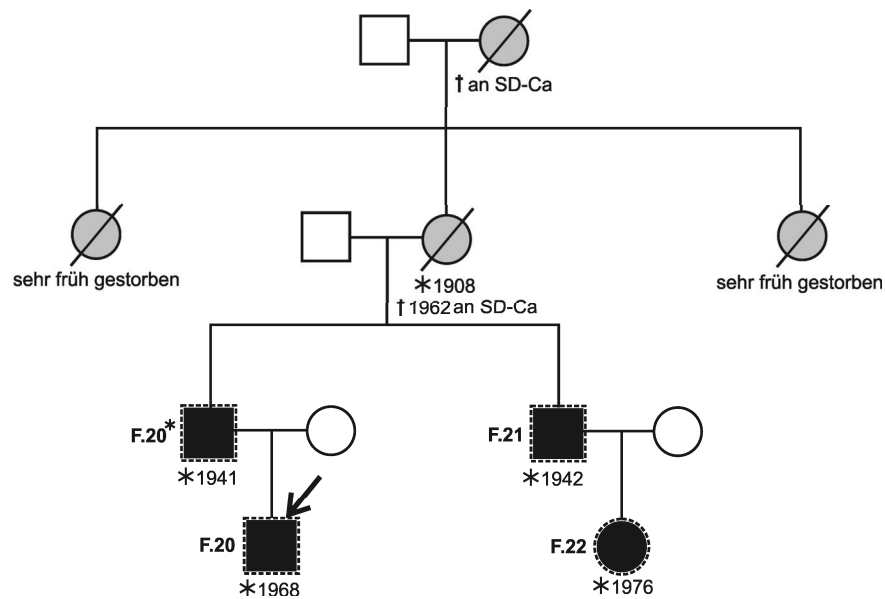 † an SD-Ca
sehr früh gestorben
sehr früh gestorben
*1908
†1962 an SD-Ca
F.20*
F.21
*1941
*1942
F.20
F.22
*1968
*1976